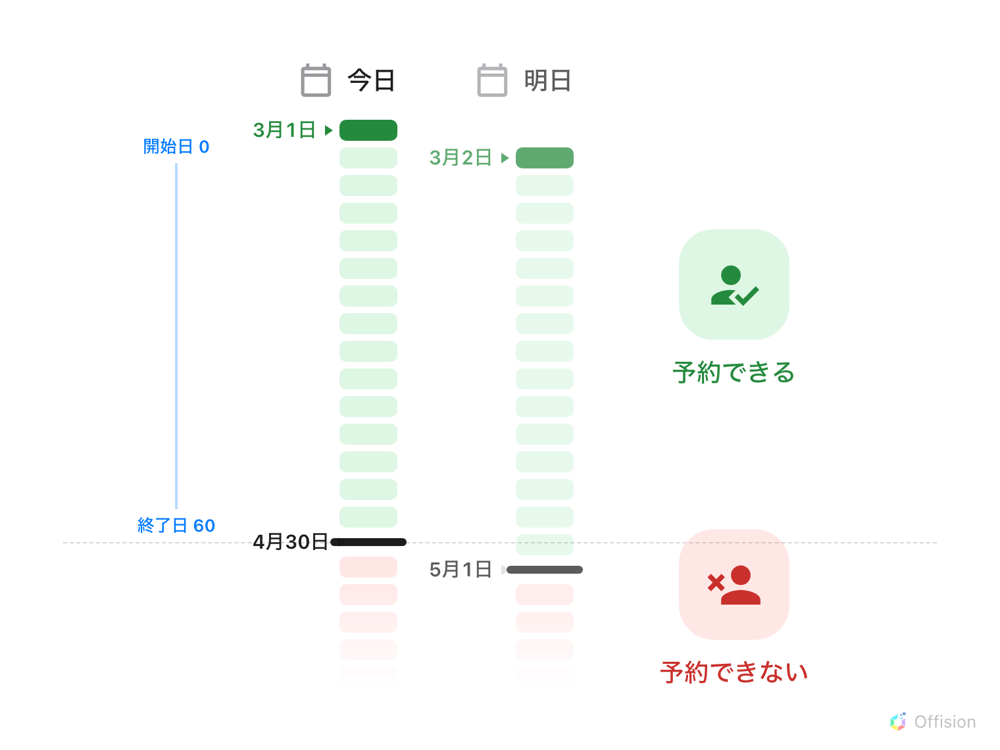 今日
明日
3月1日
開始日 0
3月2日
予約できる
終了日 60
4月30日
5月1日
予約できない
Offision